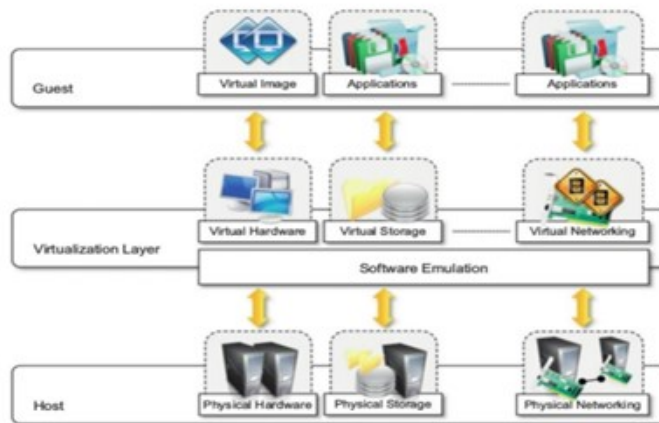 Virtual Image
Applications
Applications
Guest
Virtual Hardware
Virtual Storage
Virtual Networking
Virtualization Layer
Software Emulation
Physical Hardware
Physical Storage
Physical Networking
Host